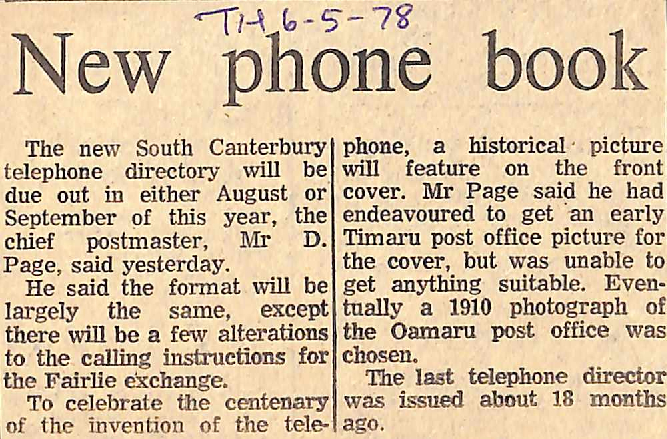 TH 6-5-78
New phone book
The new South Canterbury
telephone directory will be
due out in either August or
September of this year, the
chief postmaster, Mr D.
Page, said yesterday.
He said the format will be
largely the same, except
there will be a few alterations
to the calling instructions for
the Fairlie exchange.
To celebrate the centenary
of the invention of the tele-
phone, a historical picture
will feature on the front
cover. Mr Page said he had
endeavoured to get an early
Timaru post office picture for
the cover, but was unable to
get anything suitable. Even-
tually a 1910 photograph of
the Oamaru post office was
chosen.
The last telephone director
was issued about 18 months
ago.